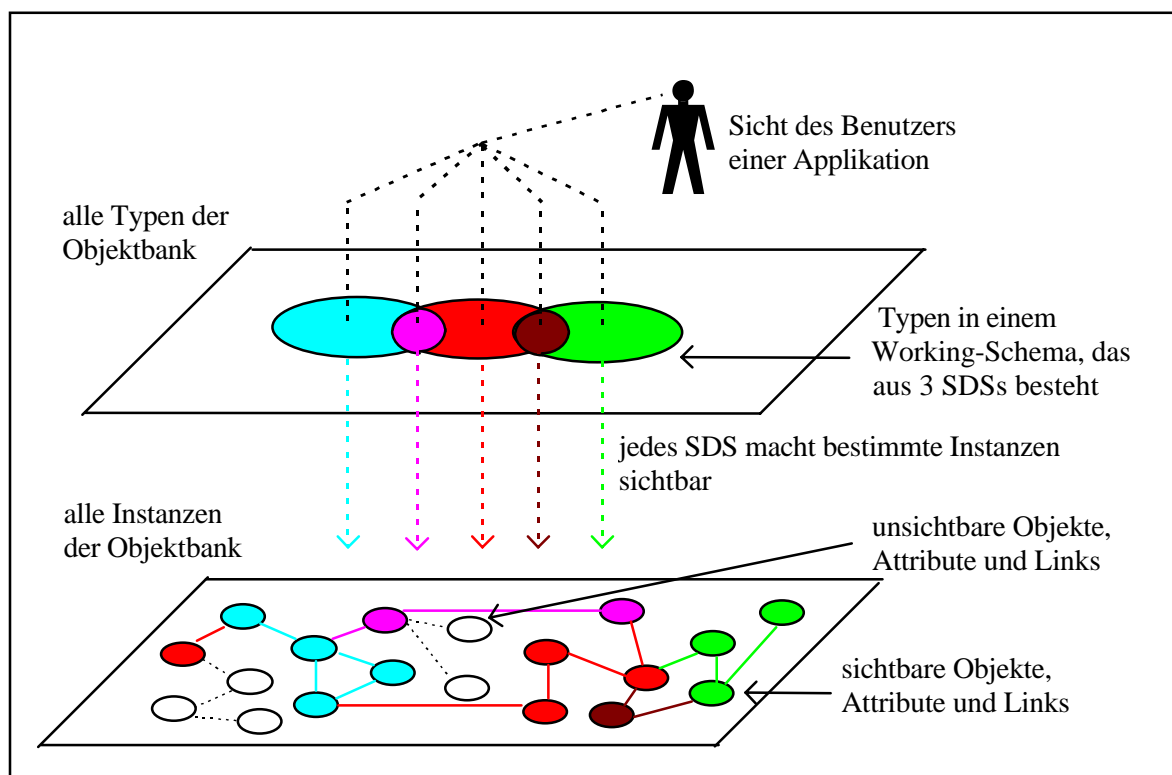 Sicht des Benutzers
einer Applikation
alle Typen der
Objektbank
Typen in einem
Working-Schema, das
aus 3 SDSs besteht
jedes SDS macht bestimmte Instanzen
sichtbar
alle Instanzen
der Objektbank
unsichtbare Objekte,
Attribute und Links
sichtbare Objekte,
Attribute und Links